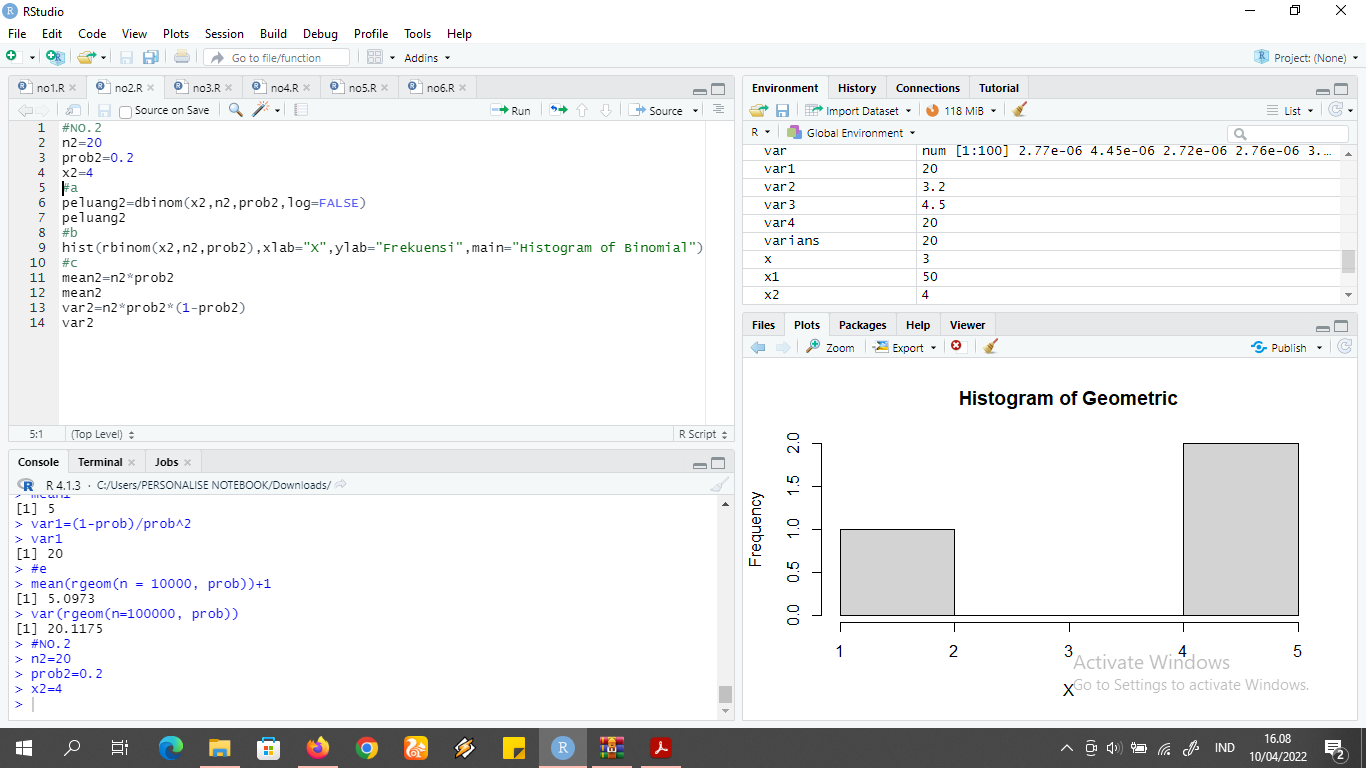 RStudio
File Edit Code View Plots Session Build Debug Profile Tools Help
Go to file/function Addins Project: (None)
no1.R no2.R no3.R no4.R no5.R no6.R
Source on Save Run Source
1 #NO.2
2 n2=20
3 prob2=0.2
4 x2=4
5 #a
6 peluang2=dbinom(x2,n2,prob2,log=FALSE)
7 peluang2
8 #b
9 hist(rbinom(x2,n2,prob2),xlab="X",ylab="Frekuensi",main="Histogram of Binomial")
10 #c
11 mean2=n2*prob2
12 mean2
13 var2=n2*prob2*(1-prob2)
14 var2
5:1 (Top Level) R Script
Console Terminal Jobs
R 4.1.3 · C:/Users/PERSONALISE NOTEBOOK/Downloads/
> mean1
[1] 5
> var1=(1-prob)/prob^2
> var1
[1] 20
> #e
> mean(rgeom(n = 10000, prob))+1
[1] 5.0973
> var(rgeom(n=100000, prob))
[1] 20.1175
> #NO.2
> n2=20
> prob2=0.2
> x2=4
>
Environment History Connections Tutorial
Import Dataset 118 MiB List
R Global Environment
var num [1:100] 2.77e-06 4.45e-06 2.72e-06 2.76e-06 3.…
var1 20
var2 3.2
var3 4.5
var4 20
varians 20
x 3
x1 50
x2 4
Files Plots Packages Help Viewer
Zoom Export Publish
Histogram of Geometric
Frequency
2.0
1.5
1.0
0.5
0.0
1 2 3 4 5
X
Activate Windows
Go to Settings to activate Windows.
IND
16.08
10/04/2022
2